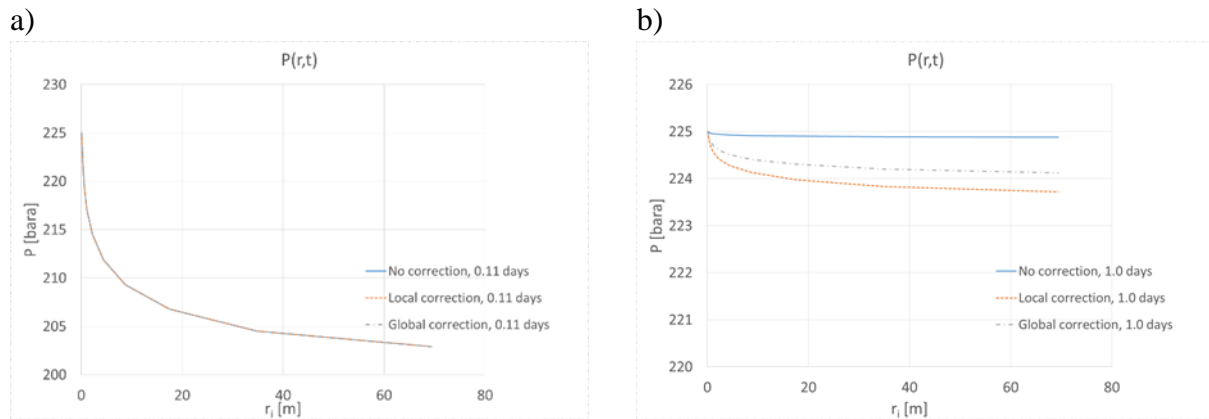 a)
P(r,t)
230
225
220
215
210
205
200
P [bara]
0 20 40 60 80
r_i [m]
No correction, 0.11 days
Local correction, 0.11 days
Global correction, 0.11 days
b)
P(r,t)
226
225
224
223
222
221
220
P [bara]
0 20 40 60 80
r_i [m]
No correction, 1.0 days
Local correction, 1.0 days
Global correction, 1.0 days